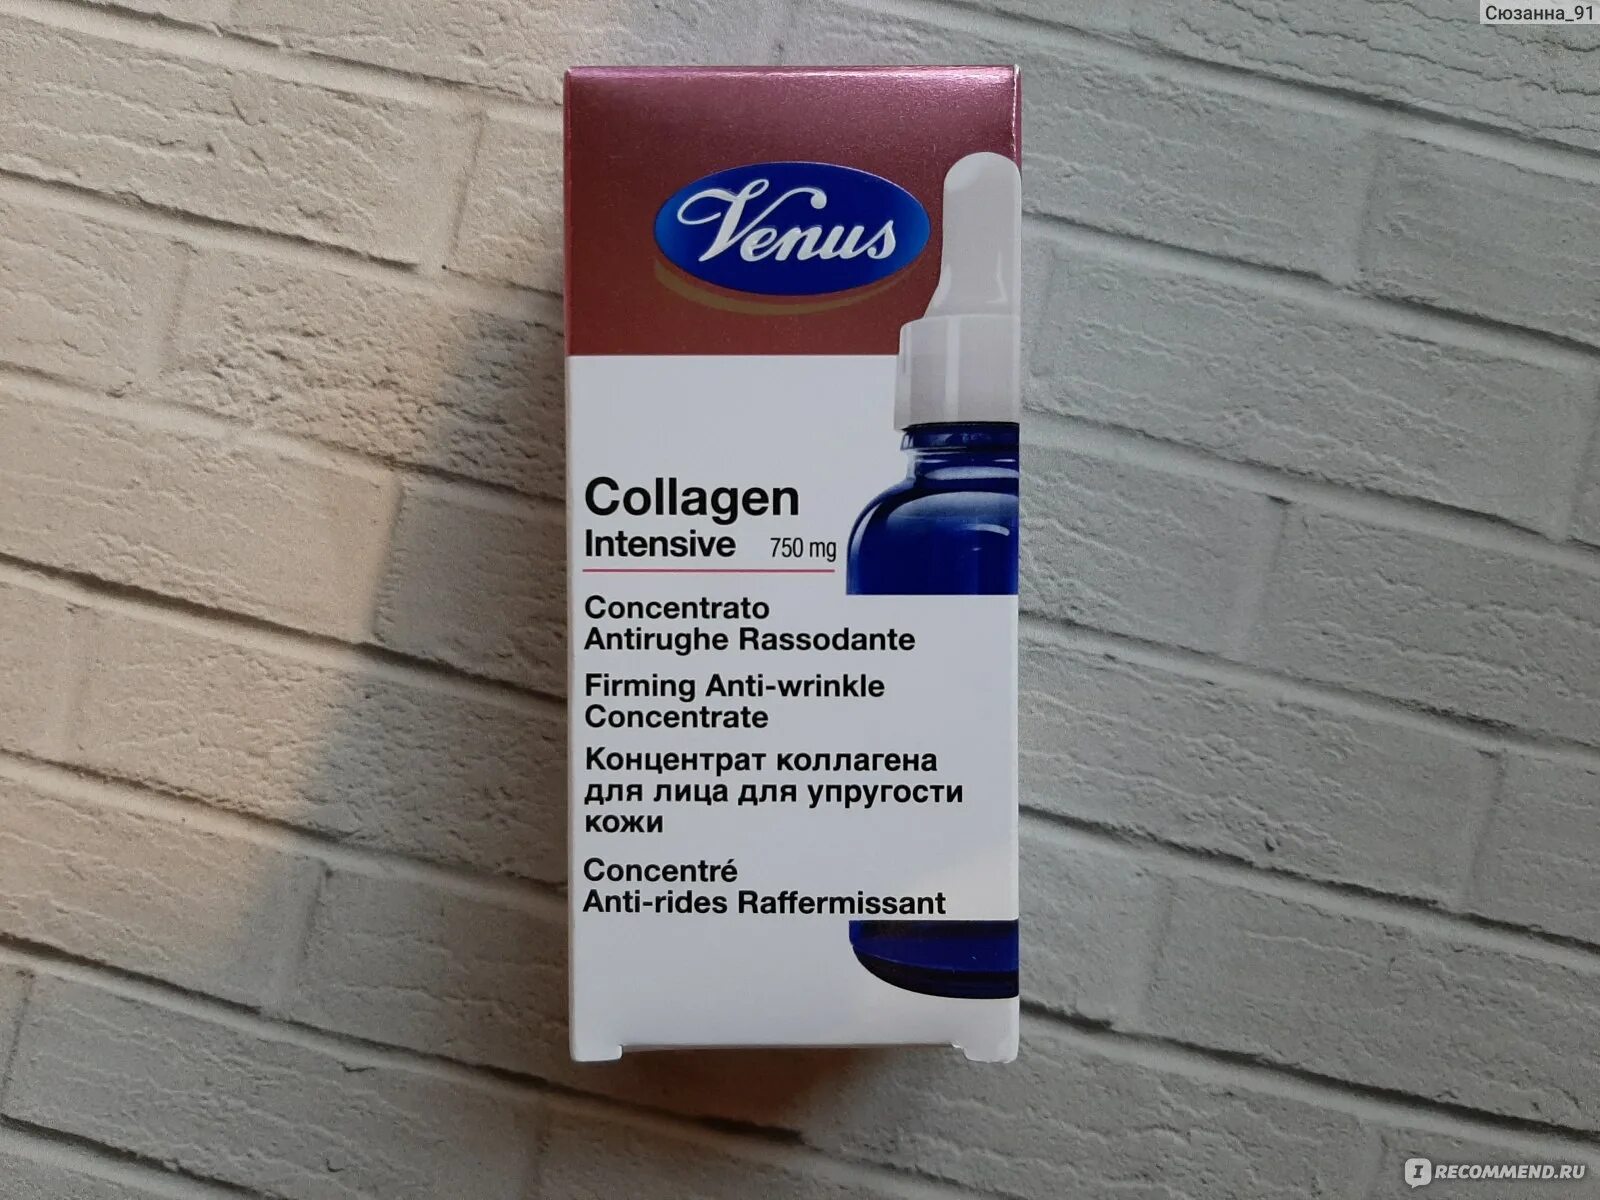 Сюзанна_91
Venus
Collagen
Intensive 750 mg
Concentrato
Antirughe Rassodante
Firming Anti-wrinkle
Concentrate
Концентрат коллагена
для лица для упругости
кожи
Concentré
Anti-rides Raffermissant
I RECOMMEND.RU